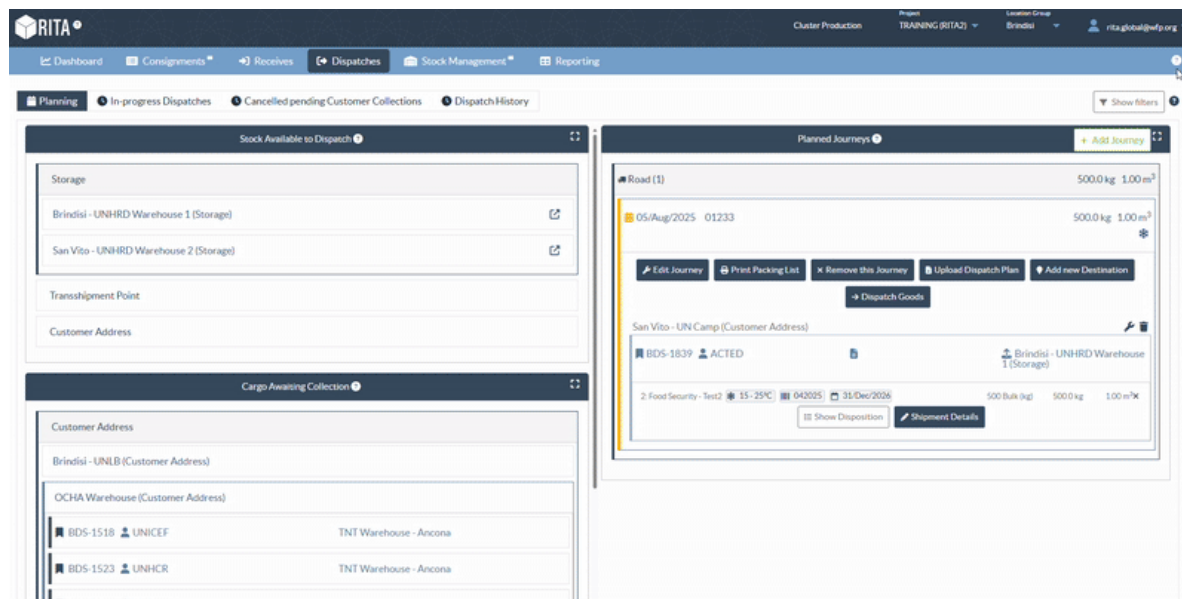 RITA
Cluster Production
Project
TRAINING (RITA2)
Location Group
Brindisi
rita.global@wfp.org
Dashboard
Consignments
Receives
Dispatches
Stock Management
Reporting
Planning
In-progress Dispatches
Cancelled pending Customer Collections
Dispatch History
Show filters
Stock Available to Dispatch
Storage
Brindisi - UNHRD Warehouse 1 (Storage)
San Vito - UNHRD Warehouse 2 (Storage)
Transshipment Point
Customer Address
Cargo Awaiting Collection
Customer Address
Brindisi - UNLB (Customer Address)
OCHA Warehouse (Customer Address)
BDS-1518 UNICEF TNT Warehouse - Ancona
BDS-1523 UNHCR TNT Warehouse - Ancona
Planned Journeys
+ Add Journey
Road (1) 500.0 kg 1.00 m³
05/Aug/2025 01233 500.0 kg 1.00 m³
Edit Journey
Print Packing List
× Remove this Journey
Upload Dispatch Plan
Add new Destination
→ Dispatch Goods
San Vito - UN Camp (Customer Address)
BDS-1839 ACTED Brindisi - UNHRD Warehouse
1 (Storage)
2: Food Security - Test2 15 - 25°C 042025 31/Dec/2026 500 Bulk (kg) 500.0 kg 1.00 m³ ×
Show Disposition
Shipment Details